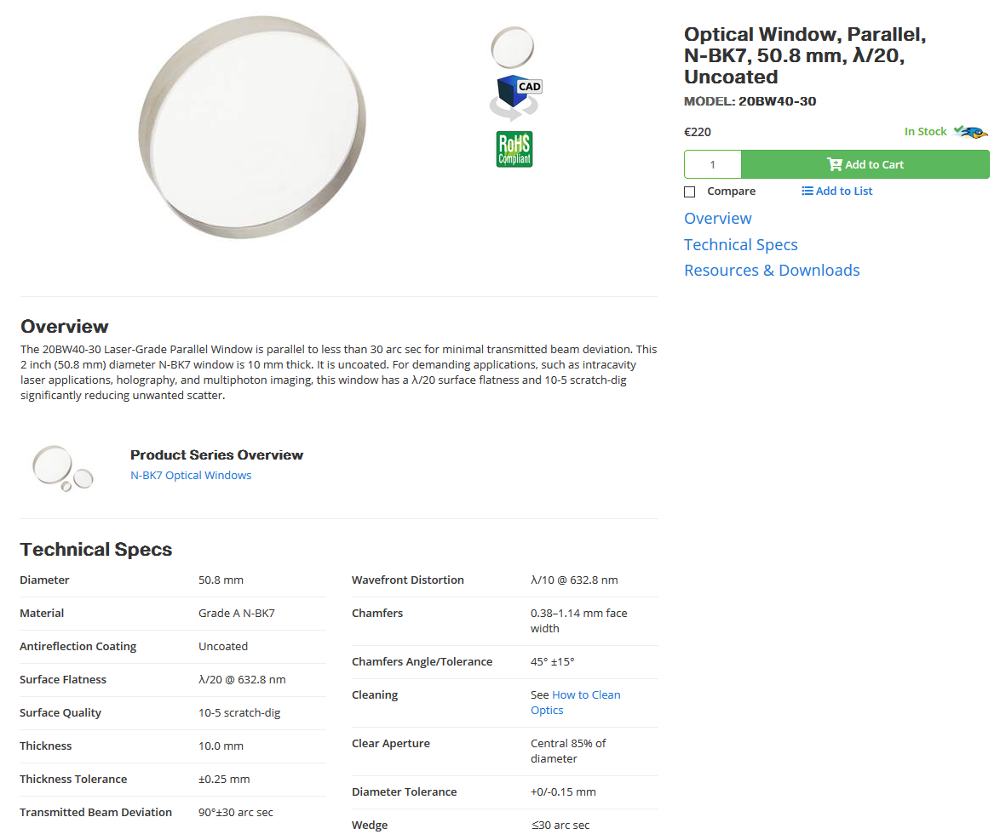 CAD
RoHS
Compliant
Optical Window, Parallel,
N-BK7, 50.8 mm, λ/20,
Uncoated
MODEL: 20BW40-30
€220
In Stock
1
Add to Cart
Compare
Add to List
Overview
Technical Specs
Resources & Downloads
Overview
The 20BW40-30 Laser-Grade Parallel Window is parallel to less than 30 arc sec for minimal transmitted beam deviation. This
2 inch (50.8 mm) diameter N-BK7 window is 10 mm thick. It is uncoated. For demanding applications, such as intracavity
laser applications, holography, and multiphoton imaging, this window has a λ/20 surface flatness and 10-5 scratch-dig
significantly reducing unwanted scatter.
Product Series Overview
N-BK7 Optical Windows
Technical Specs
Diameter 50.8 mm
Material Grade A N-BK7
Antireflection Coating Uncoated
Surface Flatness λ/20 @ 632.8 nm
Surface Quality 10-5 scratch-dig
Thickness 10.0 mm
Thickness Tolerance ±0.25 mm
Transmitted Beam Deviation 90°±30 arc sec
Wavefront Distortion λ/10 @ 632.8 nm
Chamfers 0.38–1.14 mm face
width
Chamfers Angle/Tolerance 45° ±15°
Cleaning See How to Clean
Optics
Clear Aperture Central 85% of
diameter
Diameter Tolerance +0/-0.15 mm
Wedge ≤30 arc sec